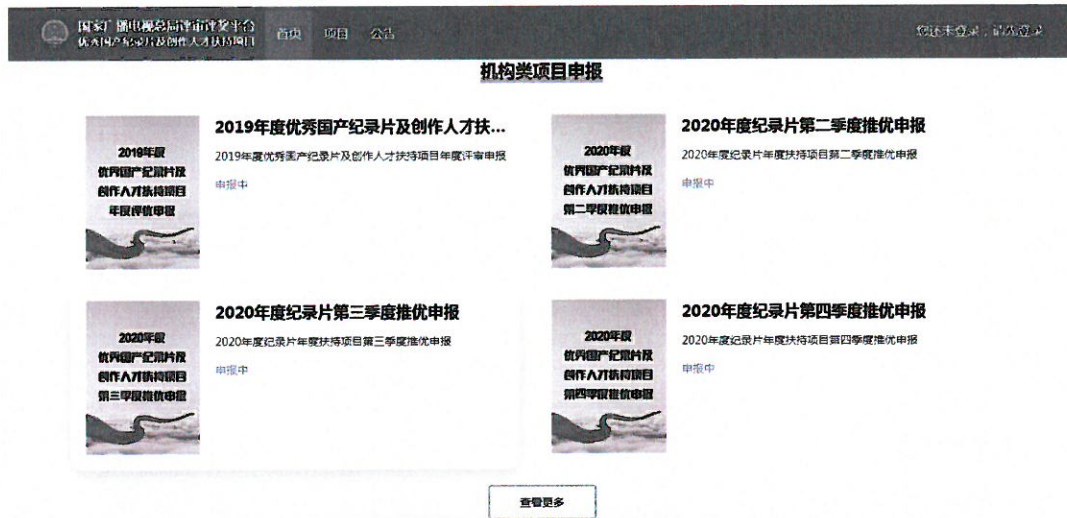 国家广播电视总局评审评奖平台
优秀国产纪录片及创作人才扶持项目
首页 项目 公告
您还未登录，请先登录
机构类项目申报
2019年度
优秀国产纪录片及
创作人才扶持项目
年度评优申报
2019年度优秀国产纪录片及创作人才扶...
2019年度优秀国产纪录片及创作人才扶持项目年度评审申报
申报中
2020年度
优秀国产纪录片及
创作人才扶持项目
第二季度推优申报
2020年度纪录片第二季度推优申报
2020年度纪录片年度扶持项目第二季度推优申报
申报中
2020年度
优秀国产纪录片及
创作人才扶持项目
第三季度推优申报
2020年度纪录片第三季度推优申报
2020年度纪录片年度扶持项目第三季度推优申报
申报中
2020年度
优秀国产纪录片及
创作人才扶持项目
第四季度推优申报
2020年度纪录片第四季度推优申报
2020年度纪录片年度扶持项目第四季度推优申报
申报中
查看更多